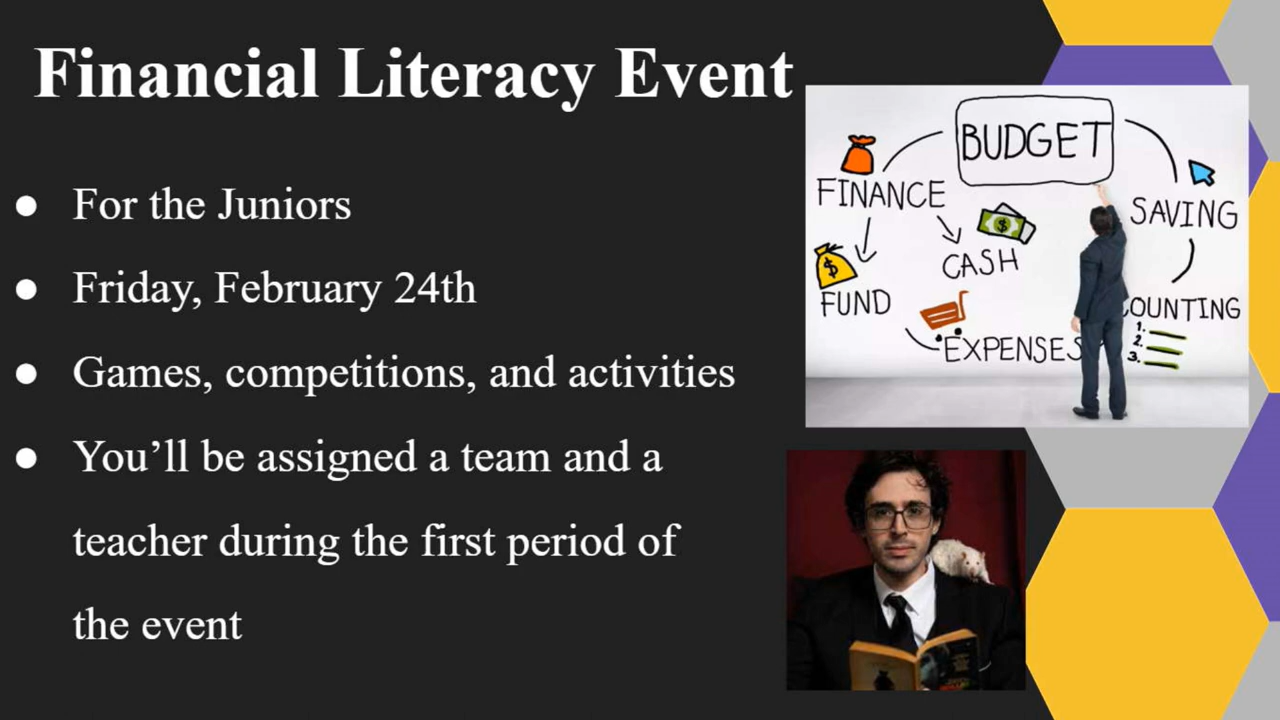 Financial Literacy Event
● For the Juniors
● Friday, February 24th
● Games, competitions, and activities
● You’ll be assigned a team and a
teacher during the first period of
the event
BUDGET
FINANCE
SAVING
CASH
FUND
OUNTING
EXPENSES
1.
2.
3.